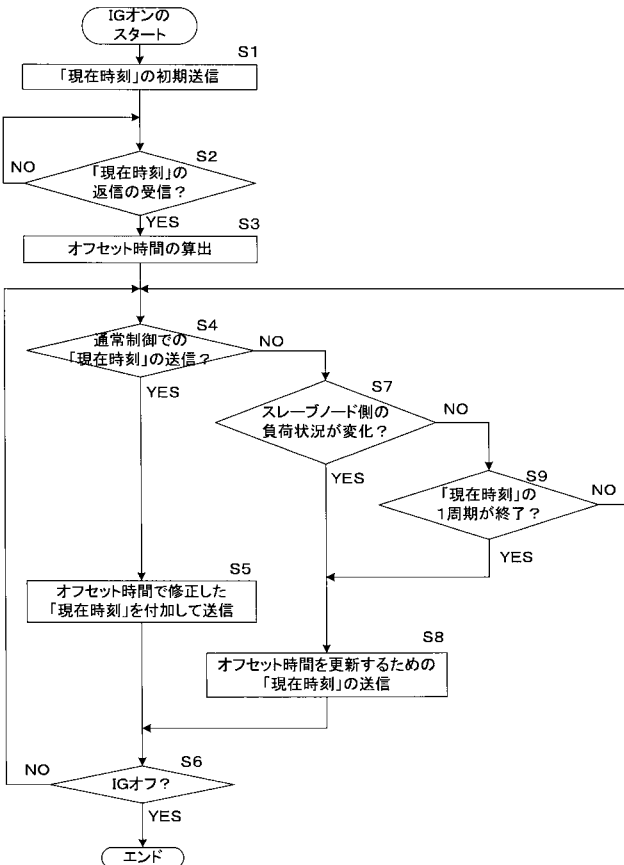 IGオンの
スタート
S1
「現在時刻」の初期送信
S2
NO
「現在時刻」の
返信の受信？
YES
S3
オフセット時間の算出
S4
通常制御での
「現在時刻」の送信？
NO
YES
S7
スレーブノード側の
負荷状況が変化？
NO
YES
S9
「現在時刻」の
1周期が終了？
NO
YES
S5
オフセット時間で修正した
「現在時刻」を付加して送信
S8
オフセット時間を更新するための
「現在時刻」の送信
S6
NO
IGオフ？
YES
エンド